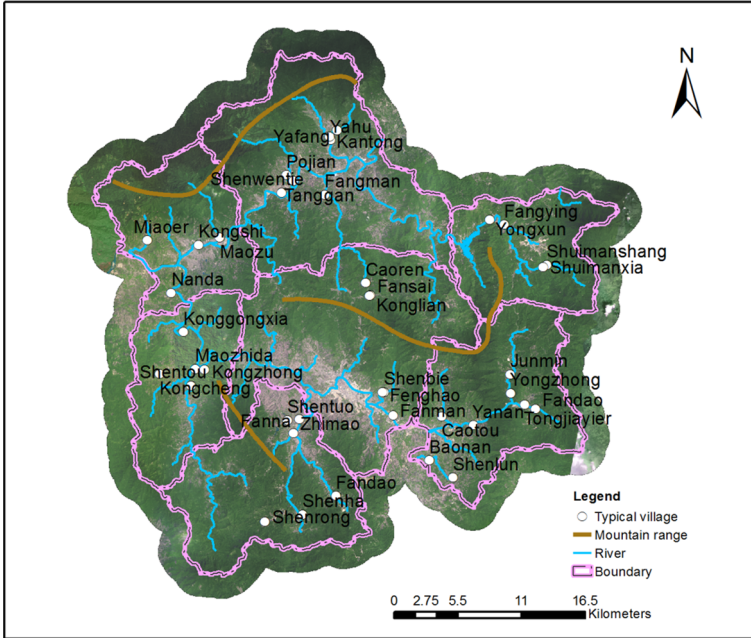 N
Yahu
Yafang Kantong
Pojian
Shenwentie Fangman
Tanggan
Miaoer Kongshi
Maozu
Fangying
Yongxun
Shuimanshang
Shuimanxia
Nanda
Caoren
Fansai
Konglian
Konggongxia
Maozhida
Shentou Kongzhong
Kongcheng
Junmin
Yongzhong
Shenbie
Fenghao
Fandao
Tongjiayier
Shentuo
Fanna Zhimao
Fanman Yanan
Caotou
Baonan
Shenlun
Fandao
Shenha
Shenrong
Legend
Typical village
Mountain range
River
Boundary
0 2.75 5.5 11 16.5
Kilometers